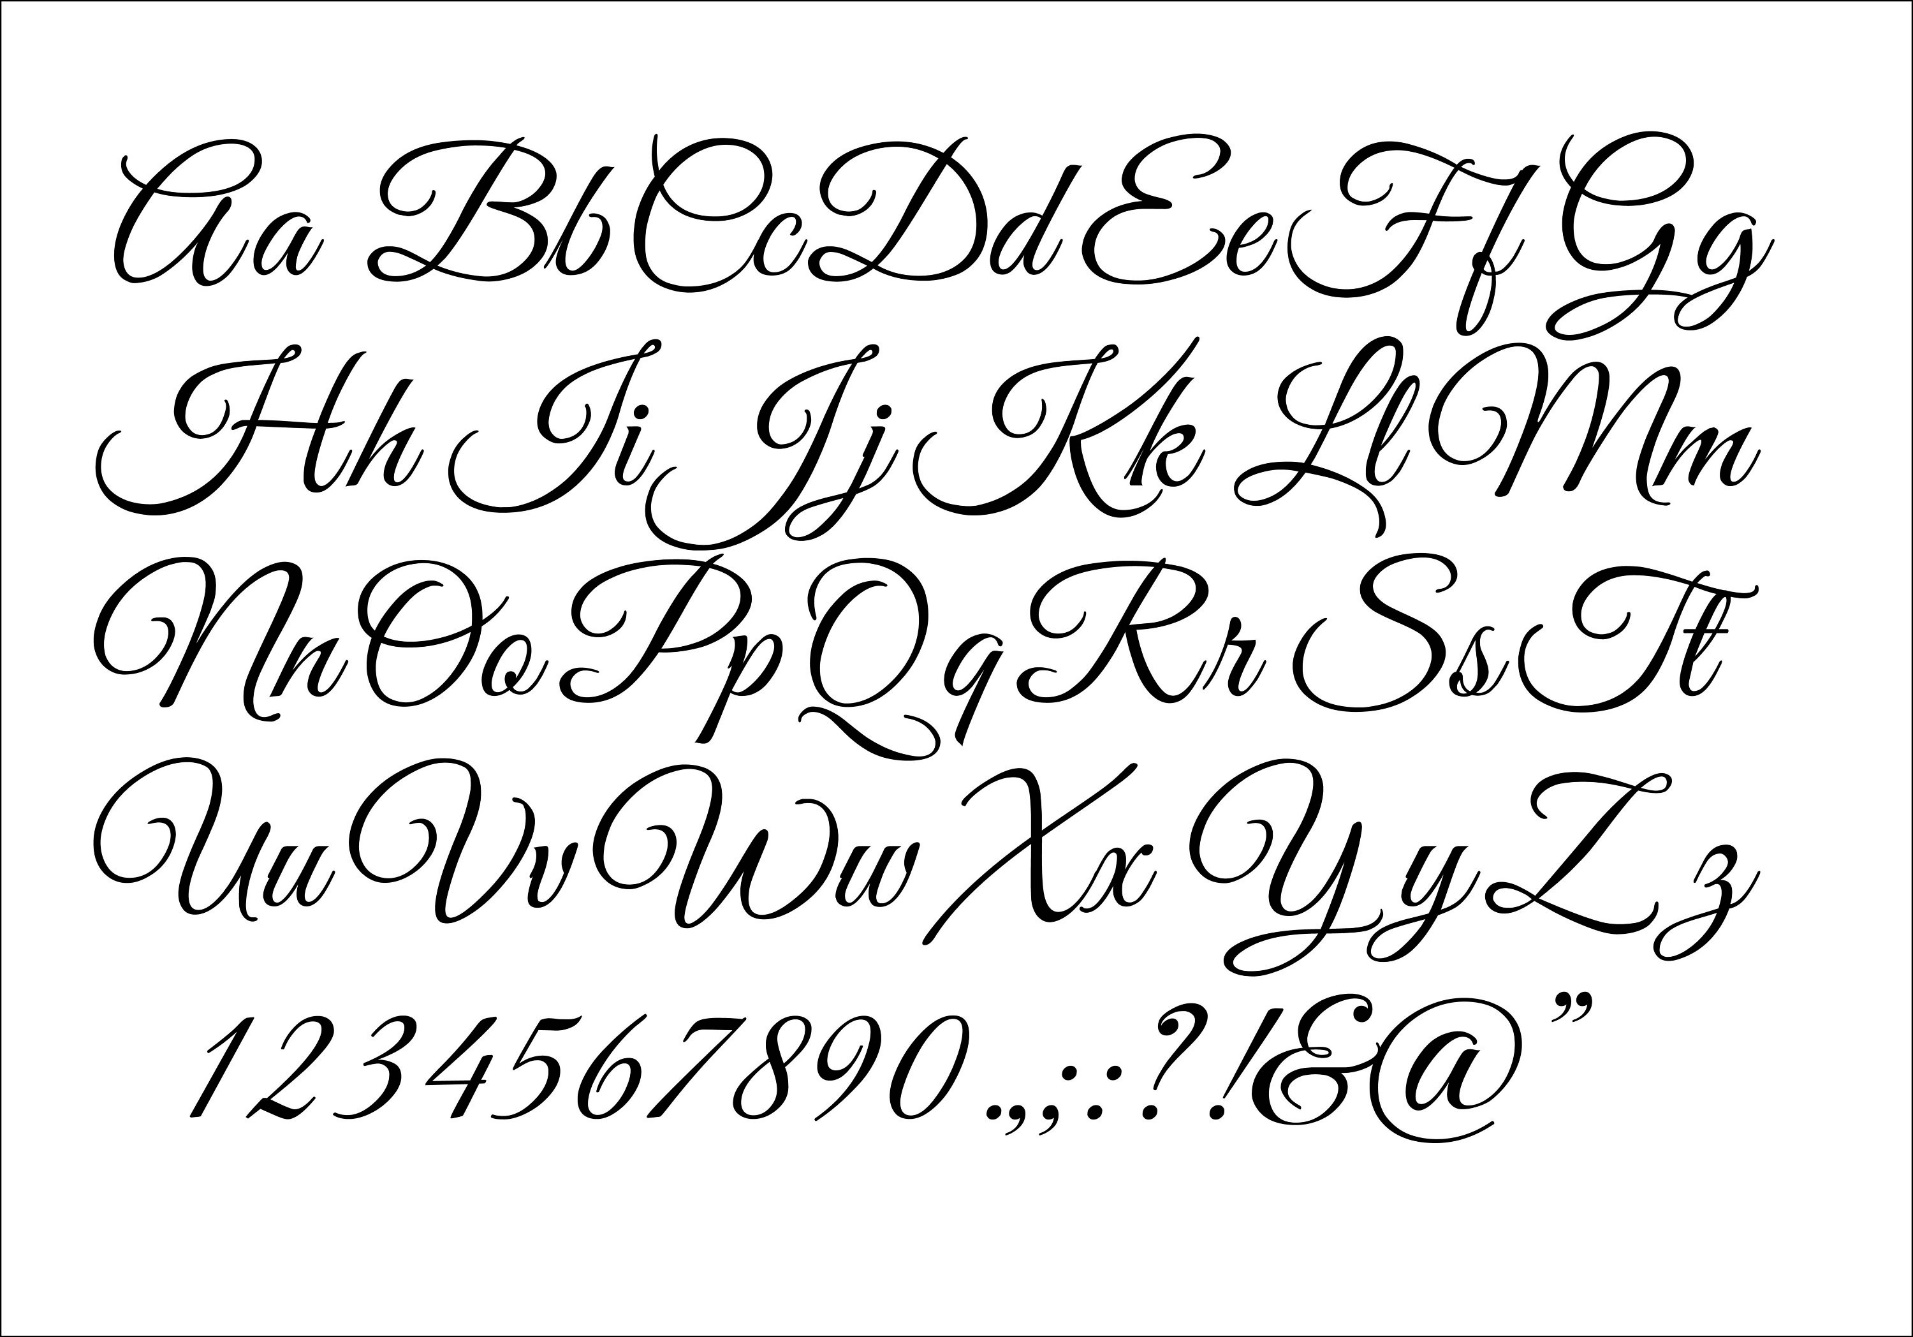 Aa Bb Cc Dd Ee Ff Gg
Hh Ii Jj Kk Ll Mm
Nn Oo Pp Qq Rr Ss Tt
Uu Vv Ww Xx Yy Zz
1234567890.,;:·?!&@”